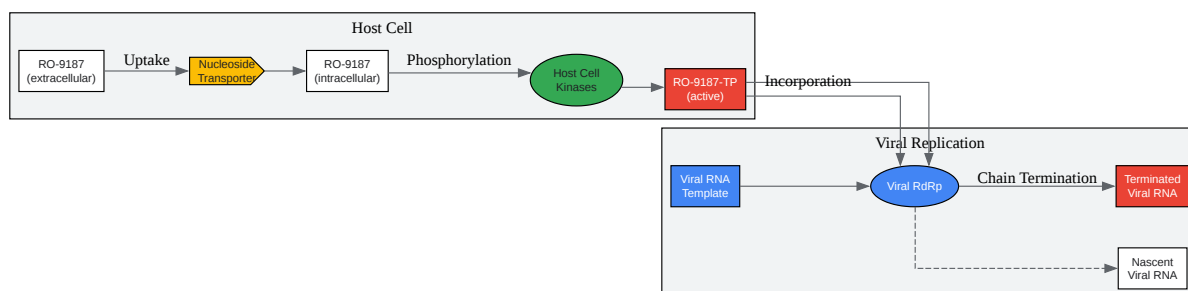 Host Cell
RO-9187
(extracellular)
Uptake
Nucleoside
Transporter
RO-9187
(intracellular)
Phosphorylation
Host Cell
Kinases
RO-9187-TP
(active)
Incorporation
Viral Replication
Viral RNA
Template
Viral RdRp
Chain Termination
Terminated
Viral RNA
Nascent
Viral RNA